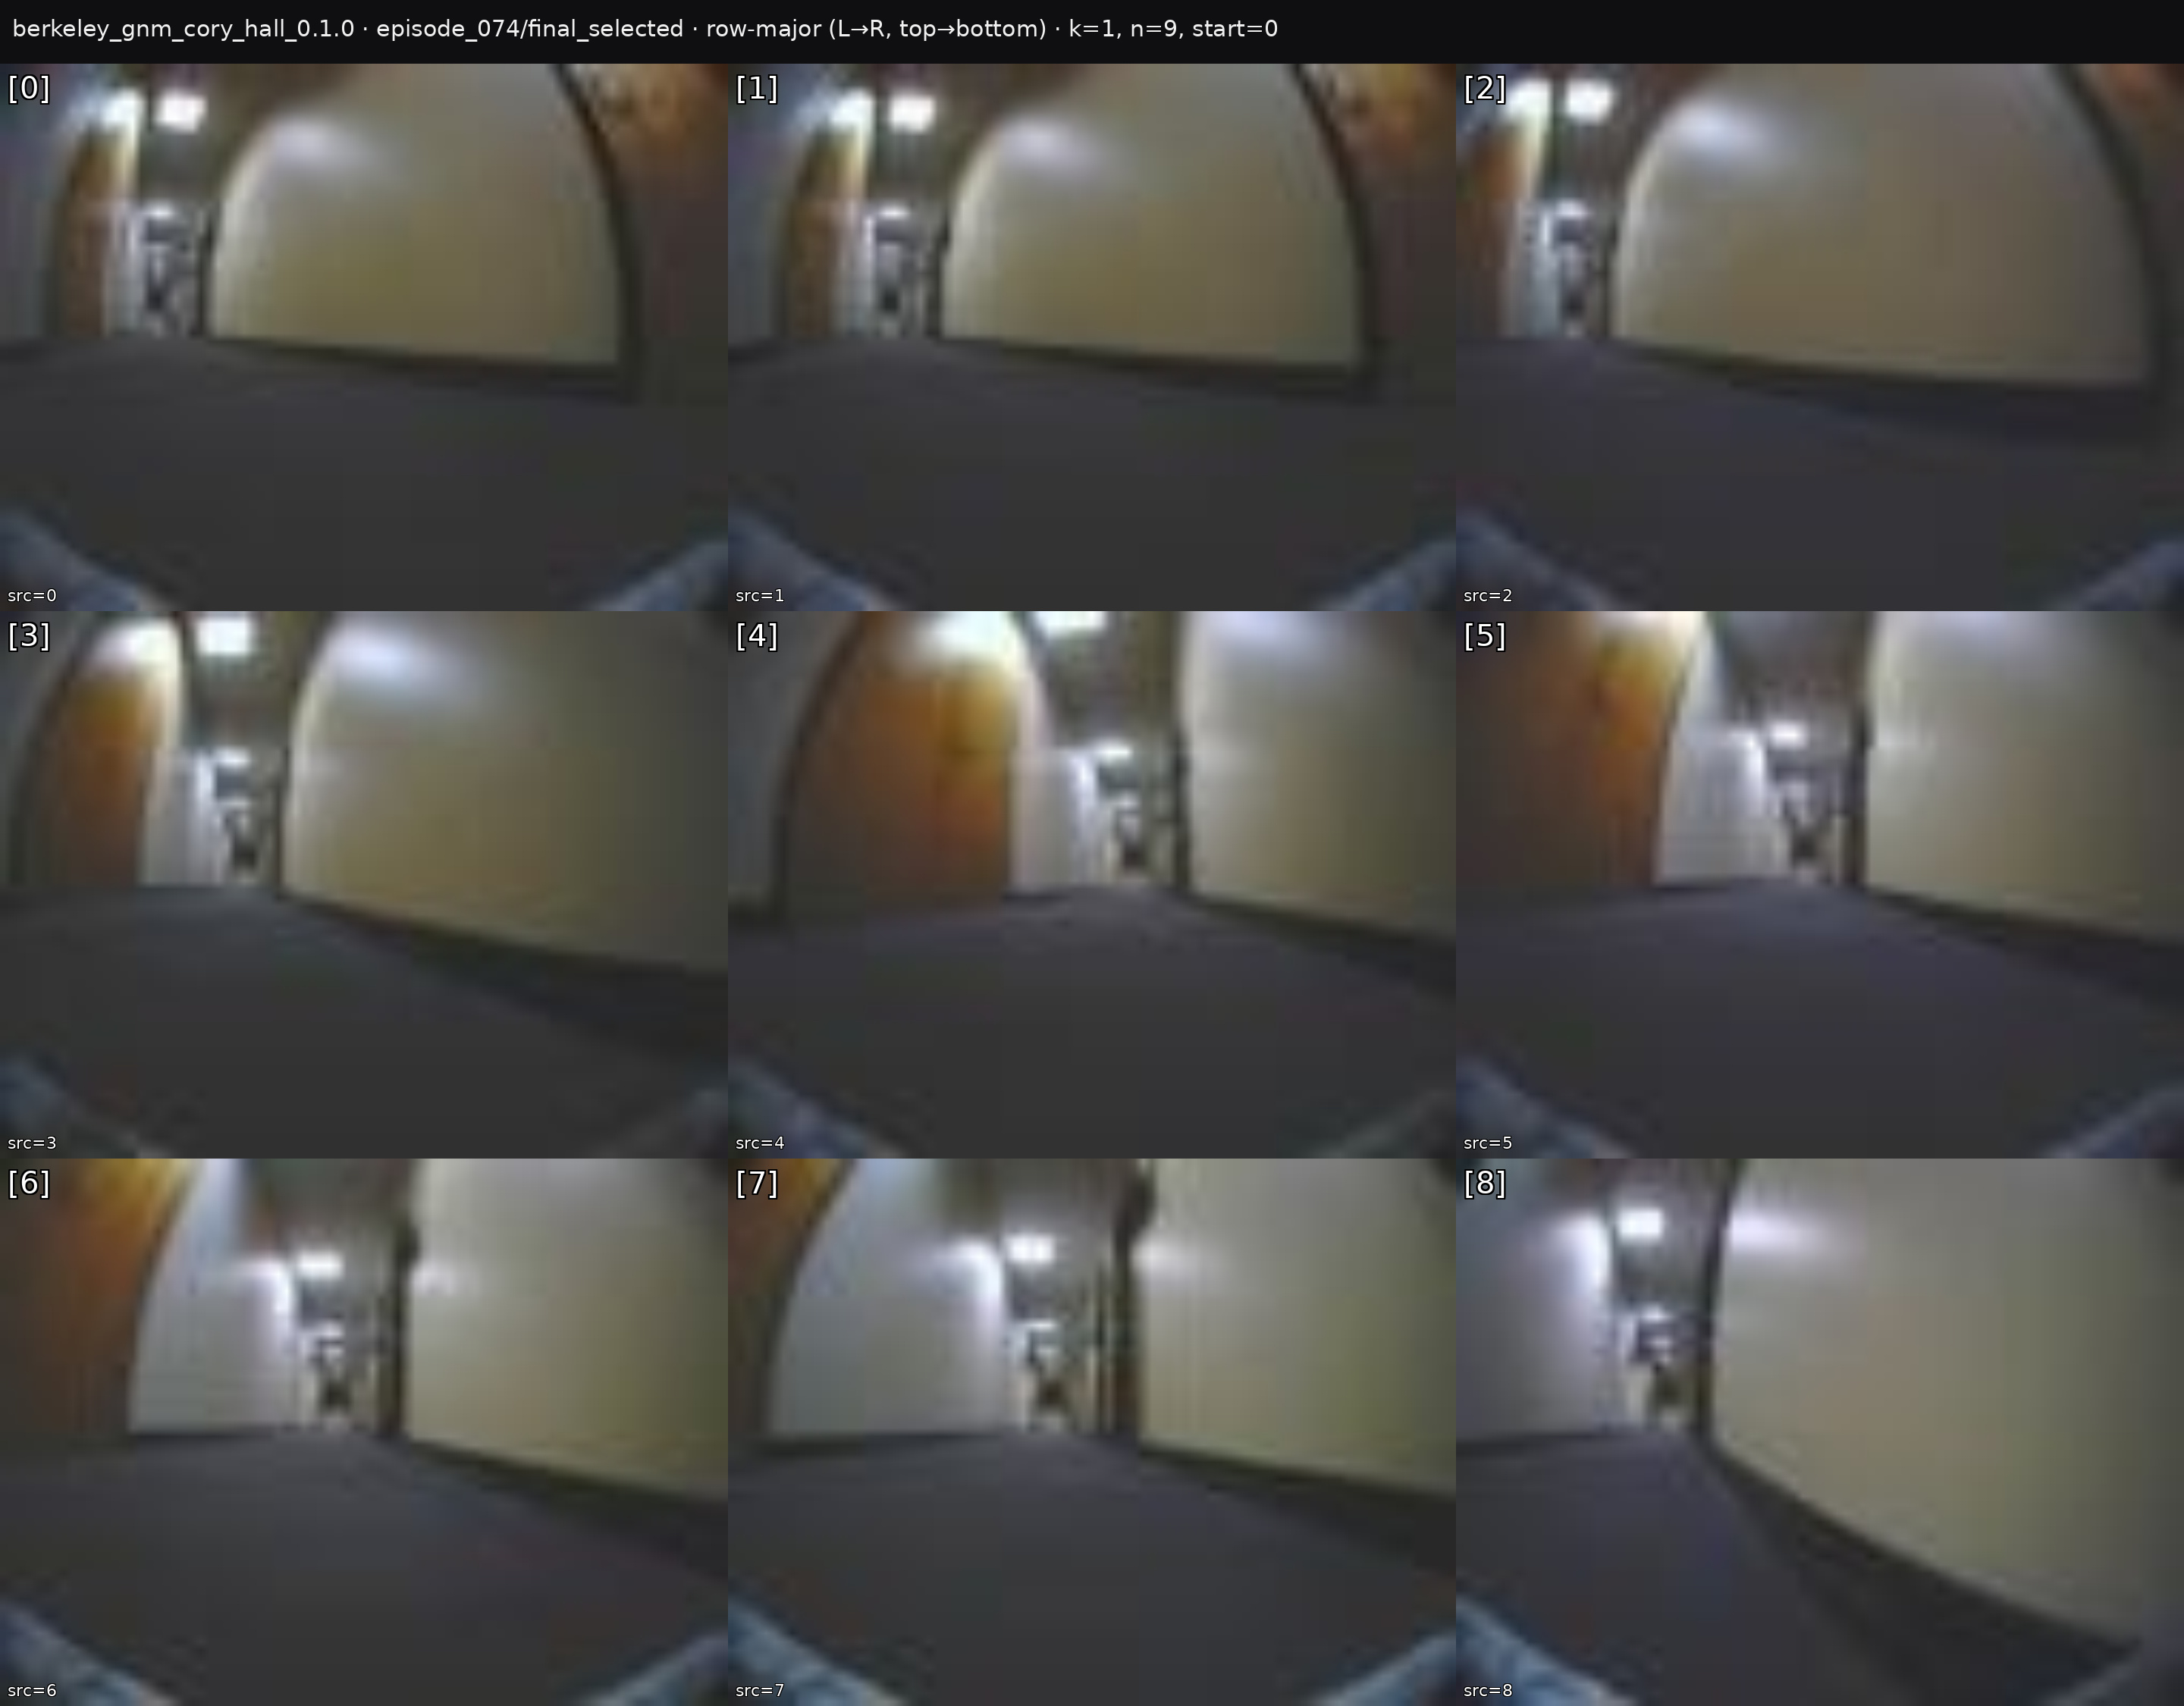 berkeley_gnm_cory_hall_0.1.0 · episode_074/final_selected · row-major (L→R, top→bottom) · k=1, n=9, start=0
[0]
[1]
[2]
src=0
src=1
src=2
[3]
[4]
[5]
src=3
src=4
src=5
[6]
[7]
[8]
src=6
src=7
src=8